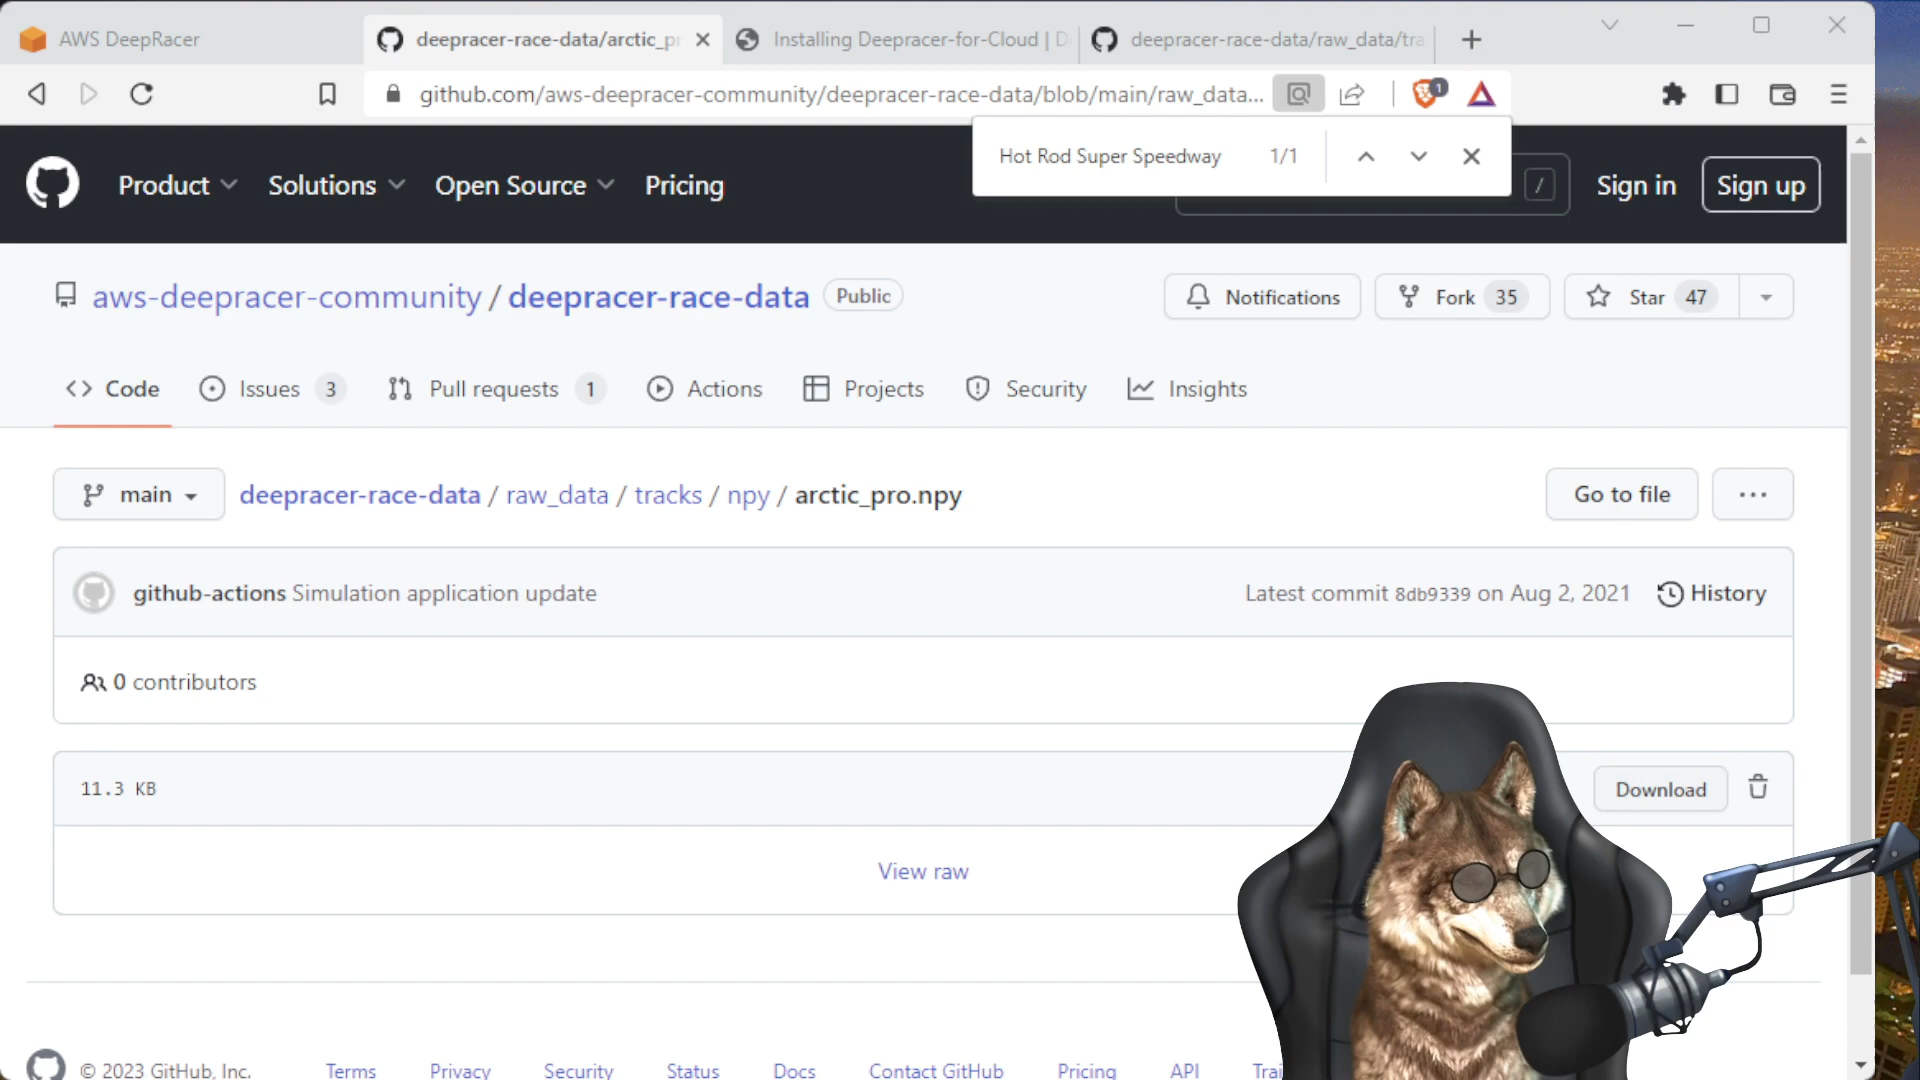 AWS DeepRacer
deepracer-race-data/arctic_p
Installing Deepracer-for-Cloud | D
deepracer-race-data/raw_data/tra
github.com/aws-deepracer-community/deepracer-race-data/blob/main/raw_data...
1
Hot Rod Super Speedway 1/1
Product
Solutions
Open Source
Pricing
/
Sign in
Sign up
aws-deepracer-community / deepracer-race-data Public
Notifications
Fork 35
Star 47
Code
Issues 3
Pull requests 1
Actions
Projects
Security
Insights
main
deepracer-race-data / raw_data / tracks / npy / arctic_pro.npy
Go to file
github-actions Simulation application update
Latest commit 8db9339 on Aug 2, 2021
History
0 contributors
11.3 KB
Download
View raw
© 2023 GitHub, Inc.
Terms
Privacy
Security
Status
Docs
Contact GitHub
Pricing
API
Trai